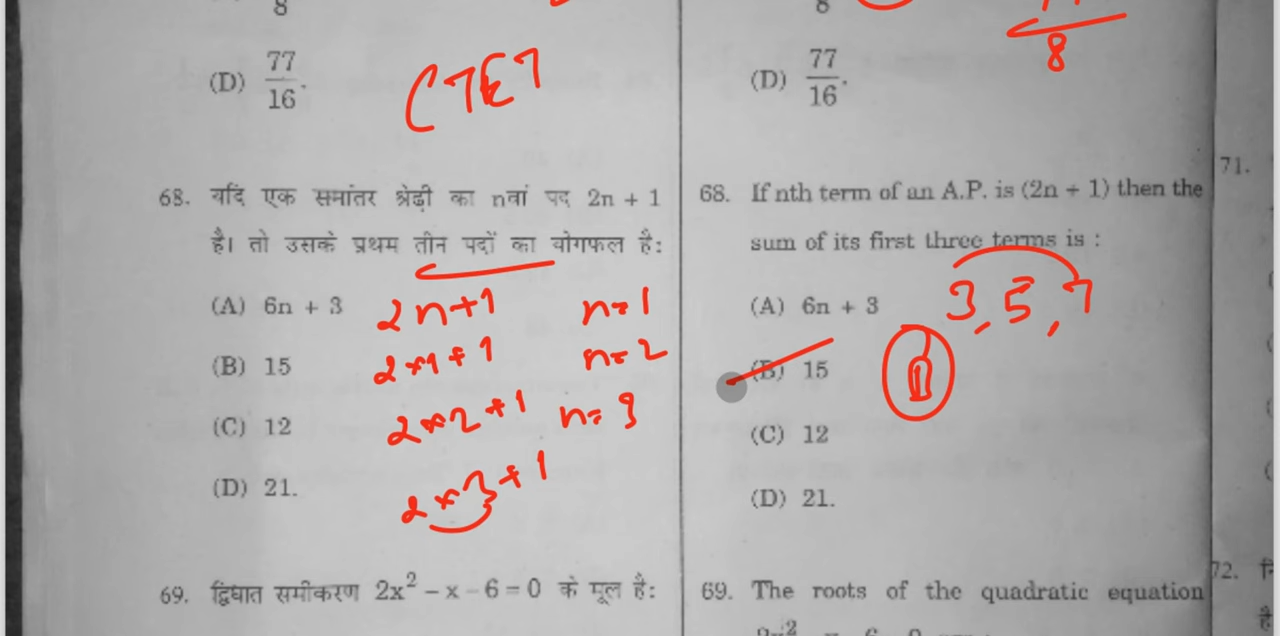 8
(D) 77/16.
68. यदि एक समांतर श्रेढ़ी का nवां पद 2n + 1
है। तो उसके प्रथम तीन पदों का योगफल है:
(A) 6n + 3
(B) 15
(C) 12
(D) 21.
2n+1 n=1
2×1+1 n=2
2×2+1 n=3
2×3+1
69. द्विघात समीकरण 2x² – x – 6 = 0 के मूल है:
8
8
(D) 77/16.
68. If nth term of an A.P. is (2n + 1) then the
sum of its first three terms is :
(A) 6n + 3
3, 5, 7
(B) 15
(C) 12
(D) 21.
69. The roots of the quadratic equation
71.
72.